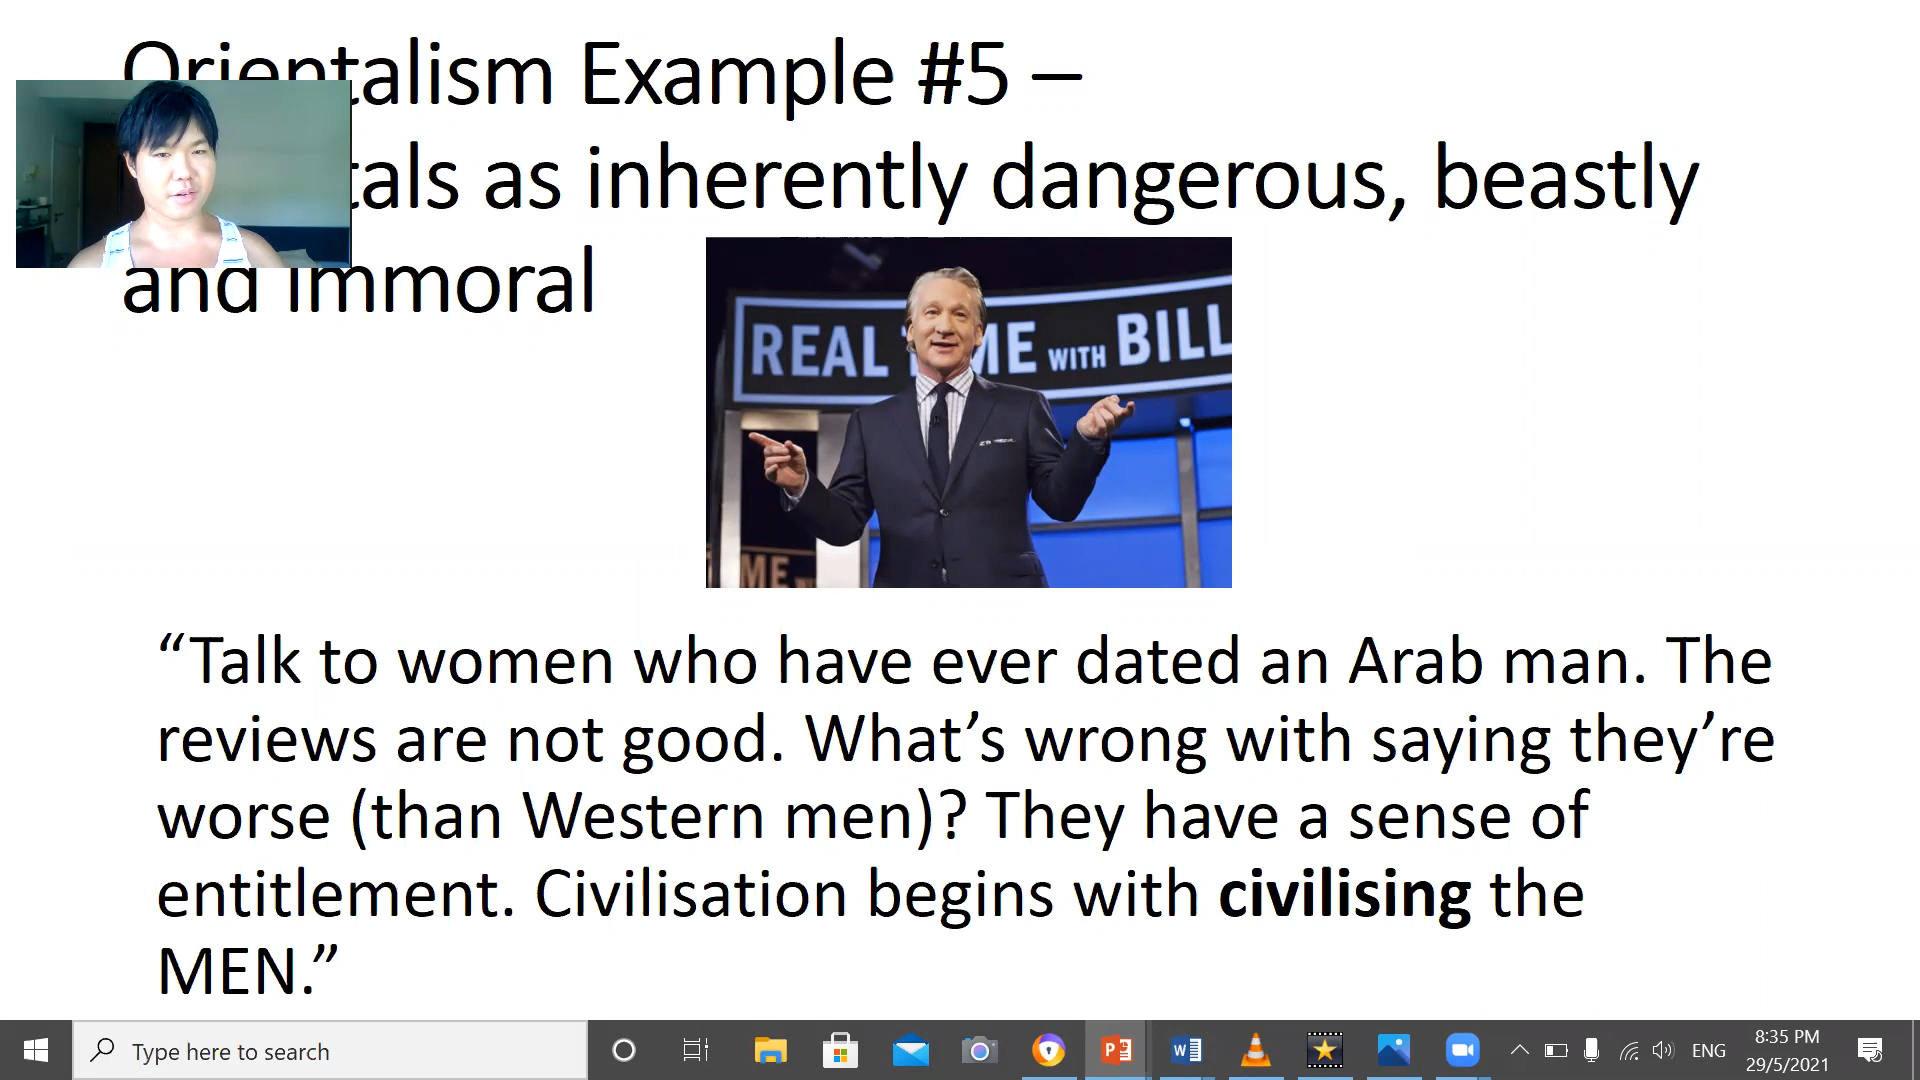 Orientalism Example #5 –
tals as inherently dangerous, beastly
and immoral
REAL TIME WITH BILL
IME
“Talk to women who have ever dated an Arab man. The
reviews are not good. What’s wrong with saying they’re
worse (than Western men)? They have a sense of
entitlement. Civilisation begins with civilising the
MEN.”
Type here to search
ENG
8:35 PM
29/5/2021